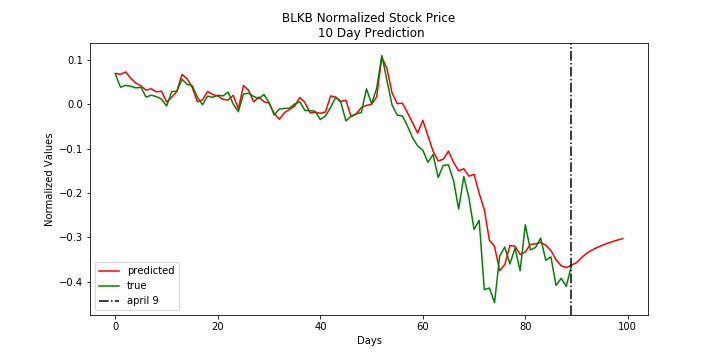 BLKB Normalized Stock Price
10 Day Prediction
Normalized Values
0.1
0.0
−0.1
−0.2
−0.3
−0.4
predicted
true
april 9
0 20 40 60 80 100
Days